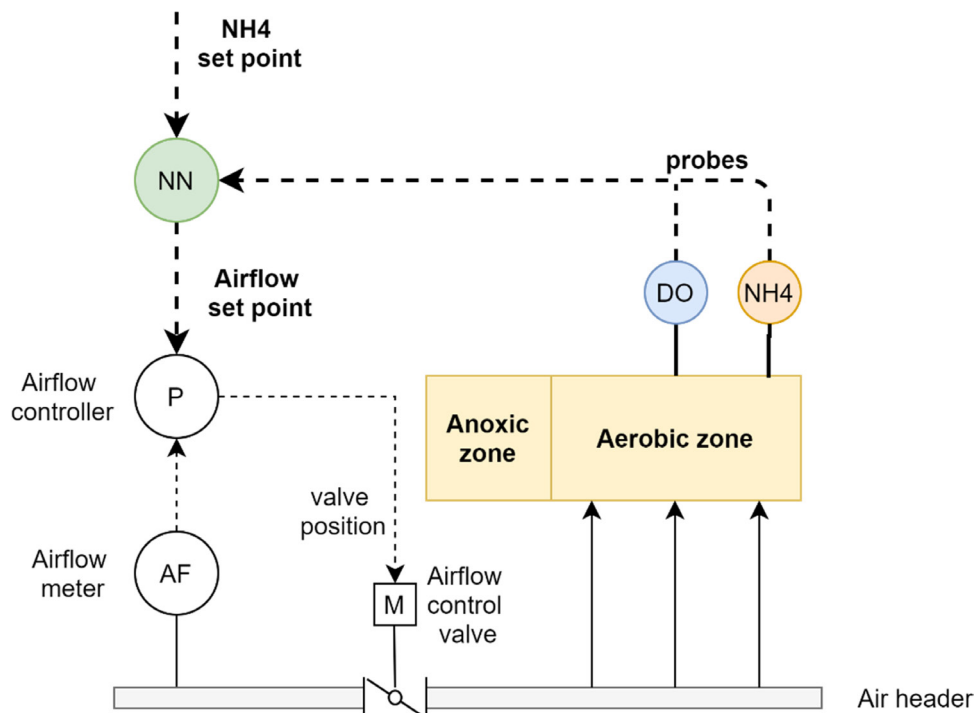 NH4
set point
NN
probes
Airflow
set point
DO
NH4
Airflow
controller
P
Anoxic
zone
Aerobic zone
valve
position
Airflow
meter
AF
M
Airflow
control
valve
Air header